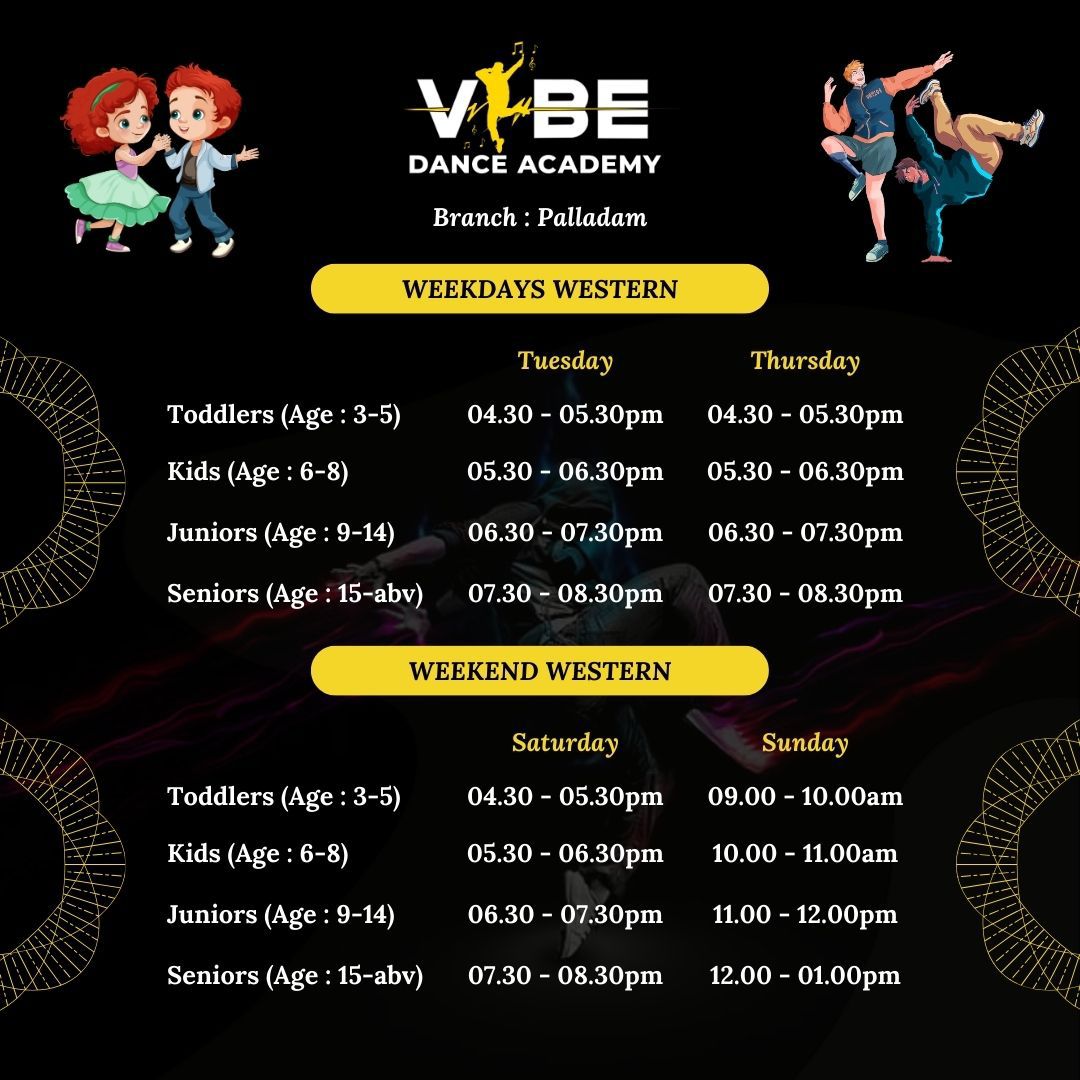 VIBE
DANCE ACADEMY
Branch : Palladam
WEEKDAYS WESTERN
Tuesday Thursday
Toddlers (Age : 3-5) 04.30 - 05.30pm 04.30 - 05.30pm
Kids (Age : 6-8) 05.30 - 06.30pm 05.30 - 06.30pm
Juniors (Age : 9-14) 06.30 - 07.30pm 06.30 - 07.30pm
Seniors (Age : 15-abv) 07.30 - 08.30pm 07.30 - 08.30pm
WEEKEND WESTERN
Saturday Sunday
Toddlers (Age : 3-5) 04.30 - 05.30pm 09.00 - 10.00am
Kids (Age : 6-8) 05.30 - 06.30pm 10.00 - 11.00am
Juniors (Age : 9-14) 06.30 - 07.30pm 11.00 - 12.00pm
Seniors (Age : 15-abv) 07.30 - 08.30pm 12.00 - 01.00pm